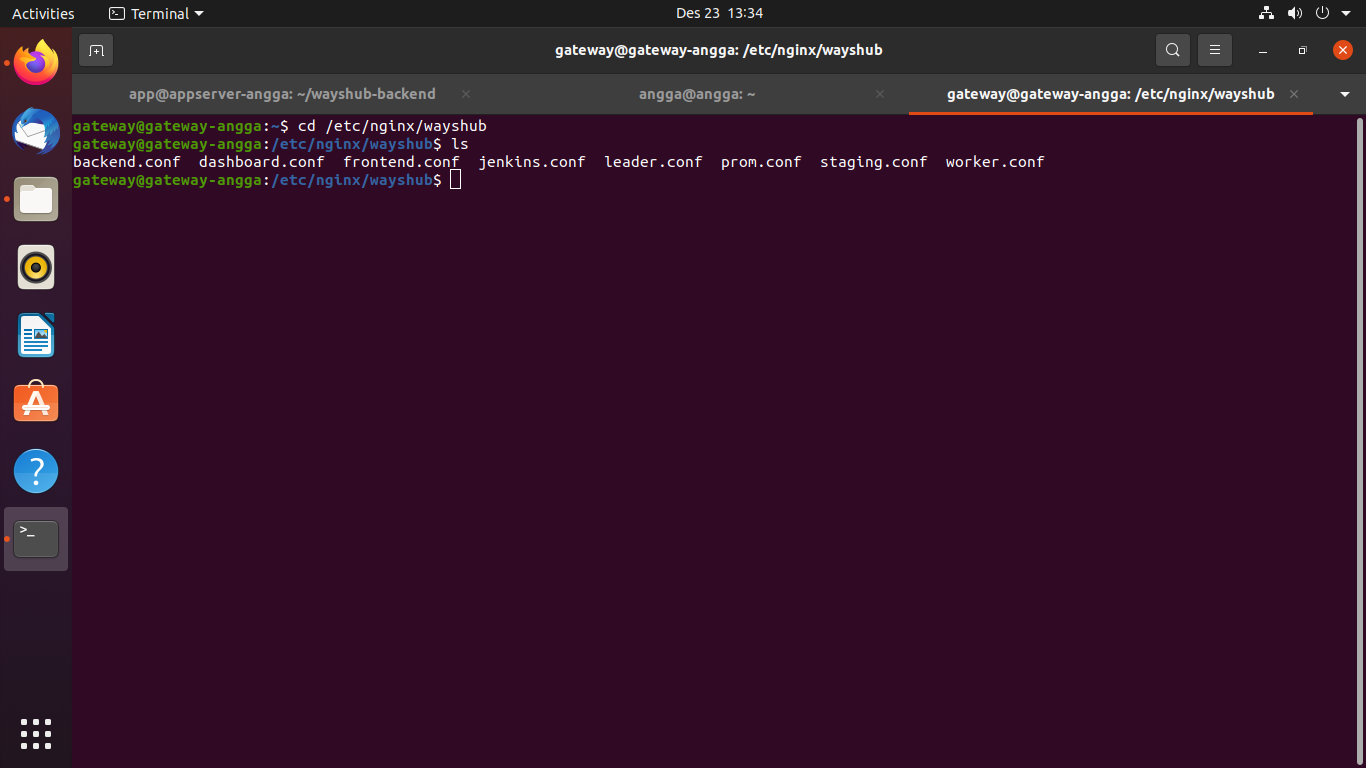 Activities
Terminal
Des 23 13:34
gateway@gateway-angga: /etc/nginx/wayshub
app@appserver-angga: ~/wayshub-backend
angga@angga: ~
gateway@gateway-angga: /etc/nginx/wayshub
gateway@gateway-angga:~$ cd /etc/nginx/wayshub
gateway@gateway-angga:/etc/nginx/wayshub$ ls
backend.conf  dashboard.conf  frontend.conf  jenkins.conf  leader.conf  prom.conf  staging.conf  worker.conf
gateway@gateway-angga:/etc/nginx/wayshub$